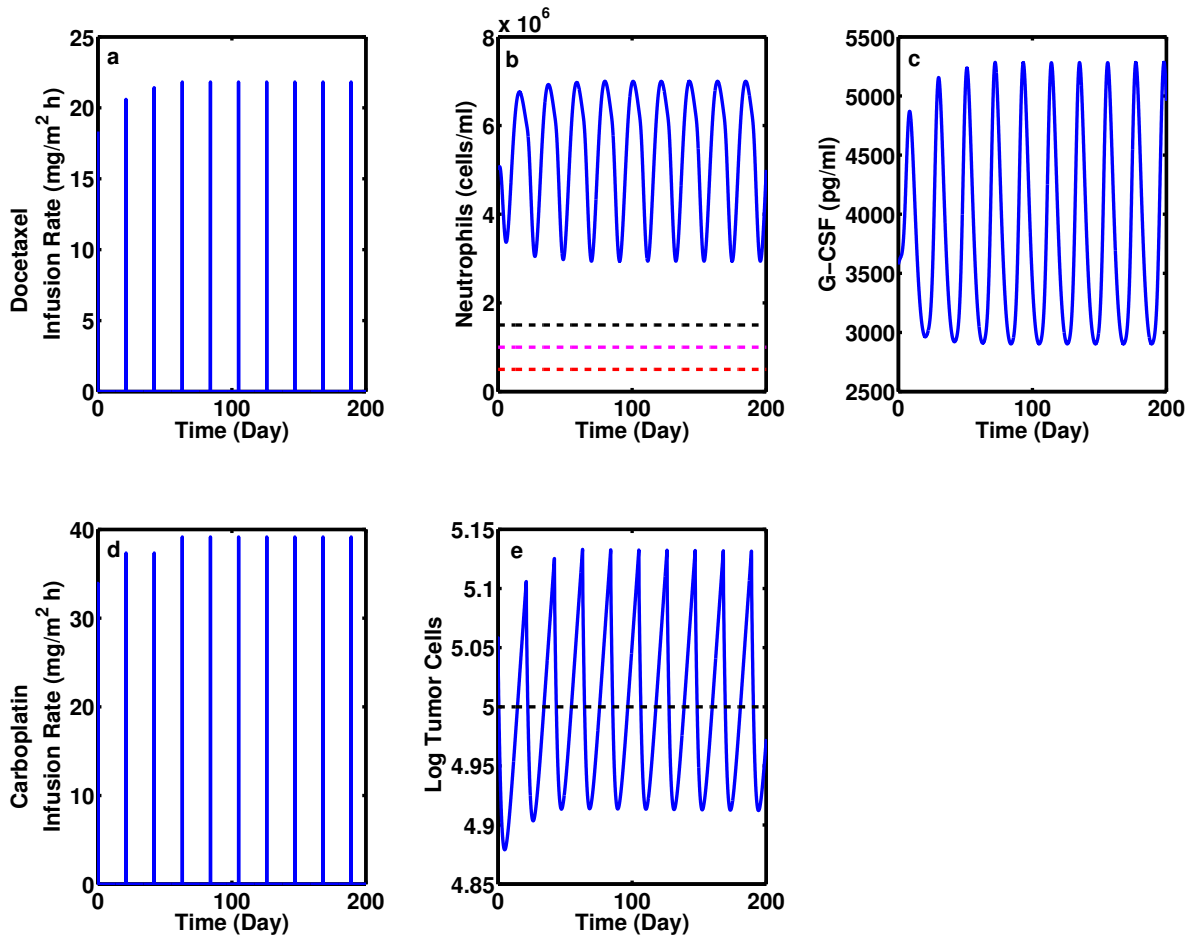 a
25
20
15
10
5
0
0 100 200
Time (Day)
Docetaxel
Infusion Rate (mg/m² h)
x 10⁶
b
8
6
4
2
0
0 100 200
Time (Day)
Neutrophils (cells/ml)
c
5500
5000
4500
4000
3500
3000
2500
0 100 200
Time (Day)
G−CSF (pg/ml)
d
40
30
20
10
0
0 100 200
Time (Day)
Carboplatin
Infusion Rate (mg/m² h)
e
5.15
5.1
5.05
5
4.95
4.9
4.85
0 100 200
Time (Day)
Log Tumor Cells